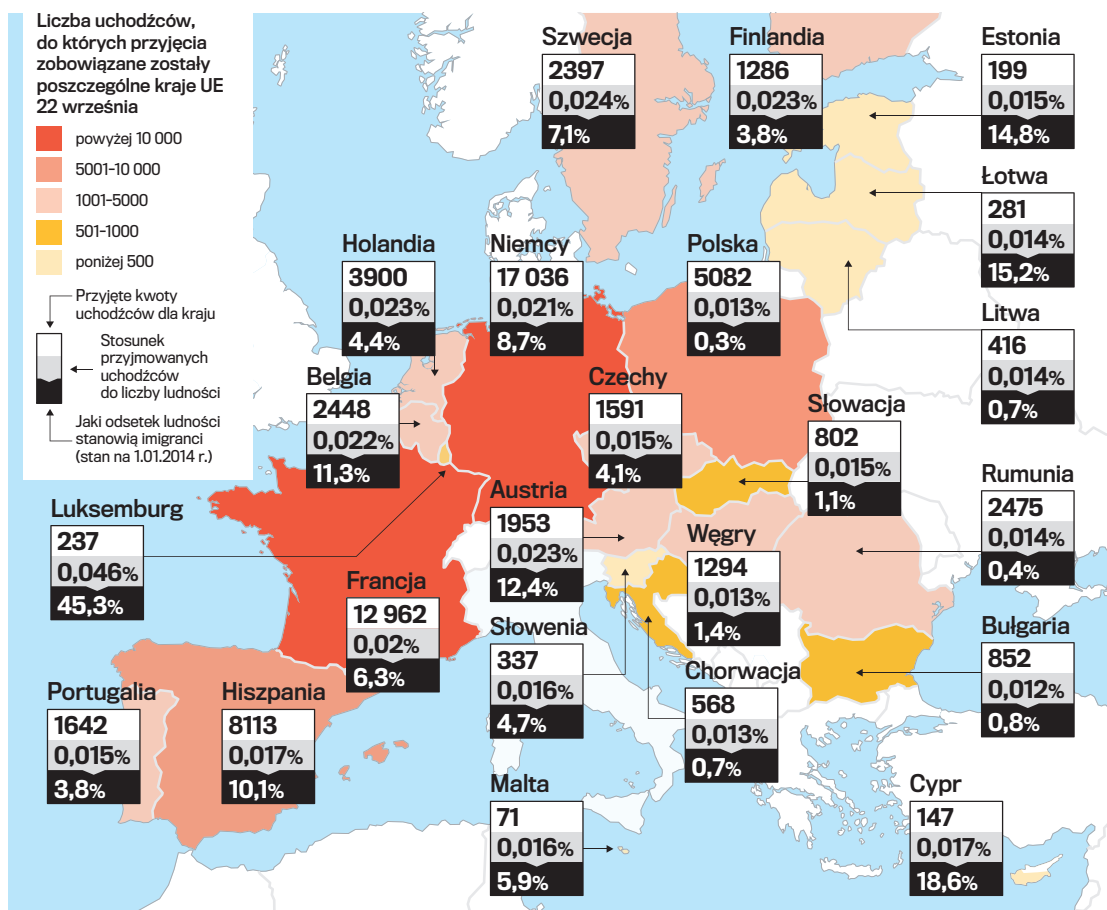 Liczba uchodźców,
do których przyjęcia
zobowiązane zostały
poszczególne kraje UE
22 września
powyżej 10 000
5001-10 000
1001-5000
501-1000
poniżej 500
Przyjęte kwoty
uchodźców dla kraju
Stosunek
przyjmowanych
uchodźców
do liczby ludności
Jaki odsetek ludności
stanowią imigranci
(stan na 1.01.2014 r.)
Szwecja
2397
0,024%
7,1%
Finlandia
1286
0,023%
3,8%
Estonia
199
0,015%
14,8%
Łotwa
281
0,014%
15,2%
Litwa
416
0,014%
0,7%
Holandia
3900
0,023%
4,4%
Niemcy
17 036
0,021%
8,7%
Polska
5082
0,013%
0,3%
Belgia
2448
0,022%
11,3%
Czechy
1591
0,015%
4,1%
Słowacja
802
0,015%
1,1%
Rumunia
2475
0,014%
0,4%
Luksemburg
237
0,046%
45,3%
Austria
1953
0,023%
12,4%
Węgry
1294
0,013%
1,4%
Francja
12 962
0,02%
6,3%
Słowenia
337
0,016%
4,7%
Chorwacja
568
0,013%
0,7%
Bułgaria
852
0,012%
0,8%
Portugalia
1642
0,015%
3,8%
Hiszpania
8113
0,017%
10,1%
Malta
71
0,016%
5,9%
Cypr
147
0,017%
18,6%